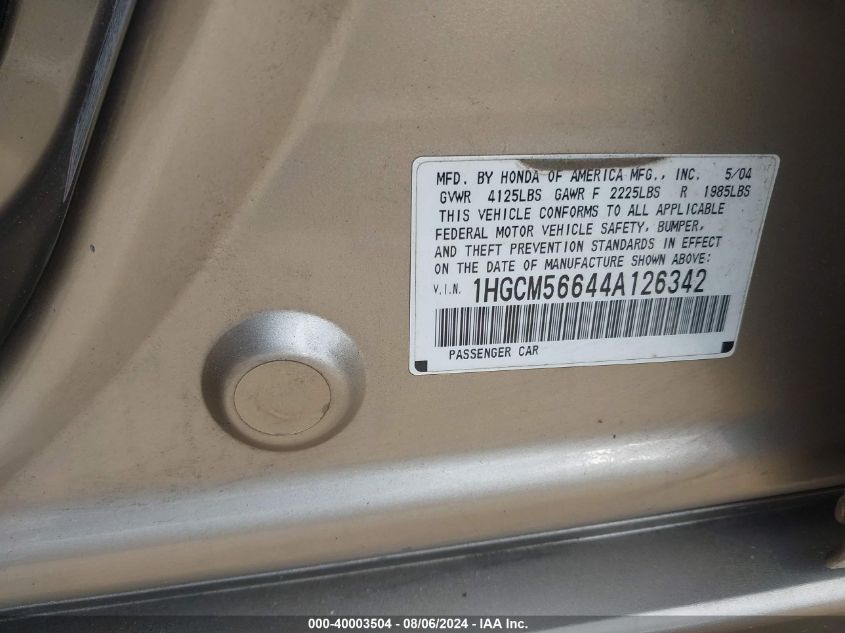 MFD. BY HONDA OF AMERICA MFG., INC. 5/04
GVWR 4125LBS GAWR F 2225LBS R 1985LBS
THIS VEHICLE CONFORMS TO ALL APPLICABLE
FEDERAL MOTOR VEHICLE SAFETY, BUMPER,
AND THEFT PREVENTION STANDARDS IN EFFECT
ON THE DATE OF MANUFACTURE SHOWN ABOVE:
V.I.N. 1HGCM56644A126342
PASSENGER CAR
000-40003504 - 08/06/2024 - IAA Inc.